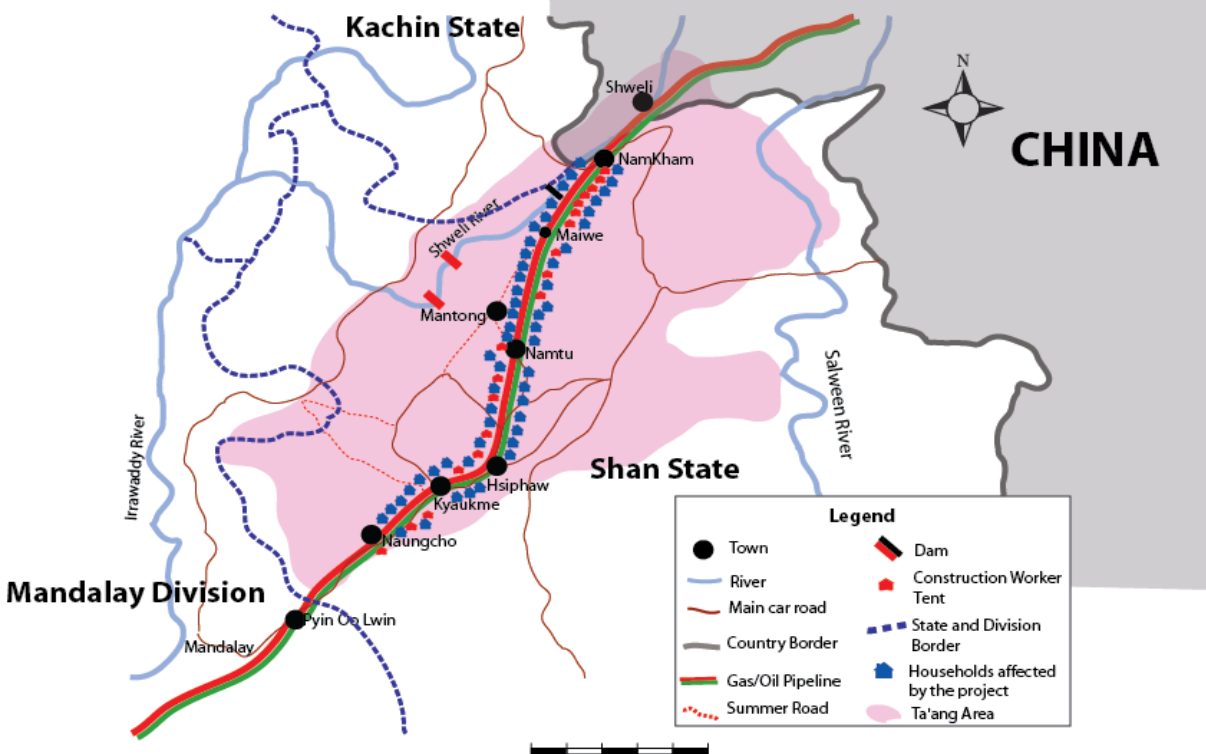 Kachin State
N
Shweli
CHINA
NamKham
Shweli River
Maiwe
Mantong
Namtu
Salween River
Irrawaddy River
Shan State
Hsiphaw
Kyaukme
Naungcho
Mandalay Division
Pyin Oo Lwin
Mandalay
Legend
Town
River
Main car road
Country Border
Gas/Oil Pipeline
Summer Road
Dam
Construction Worker
Tent
State and Division
Border
Households affected
by the project
Ta'ang Area